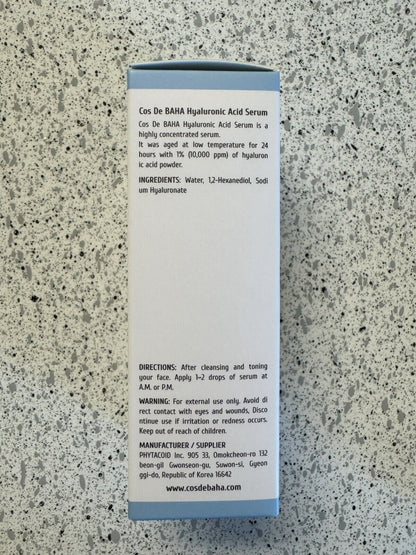 Cos De BAHA Hyaluronic Acid Serum
Cos De BAHA Hyaluronic Acid Serum is a
highly concentrated serum.
It was aged at low temperature for 24
hours with 1% (10,000 ppm) of hyaluron
ic acid powder.
INGREDIENTS: Water, 1,2-Hexanediol, Sodi
um Hyaluronate
DIRECTIONS: After cleansing and toning
your face. Apply 1~2 drops of serum at
A.M. or P.M.
WARNING: For external use only. Avoid di
rect contact with eyes and wounds, Disco
ntinue use if irritation or redness occurs.
Keep out of reach of children.
MANUFACTURER / SUPPLIER
PHYTACOID Inc. 905 33, Omokcheon-ro 132
beon-gil Gwonseon-gu, Suwon-si, Gyeon
ggi-do, Republic of Korea 16642
www.cosdebaha.com